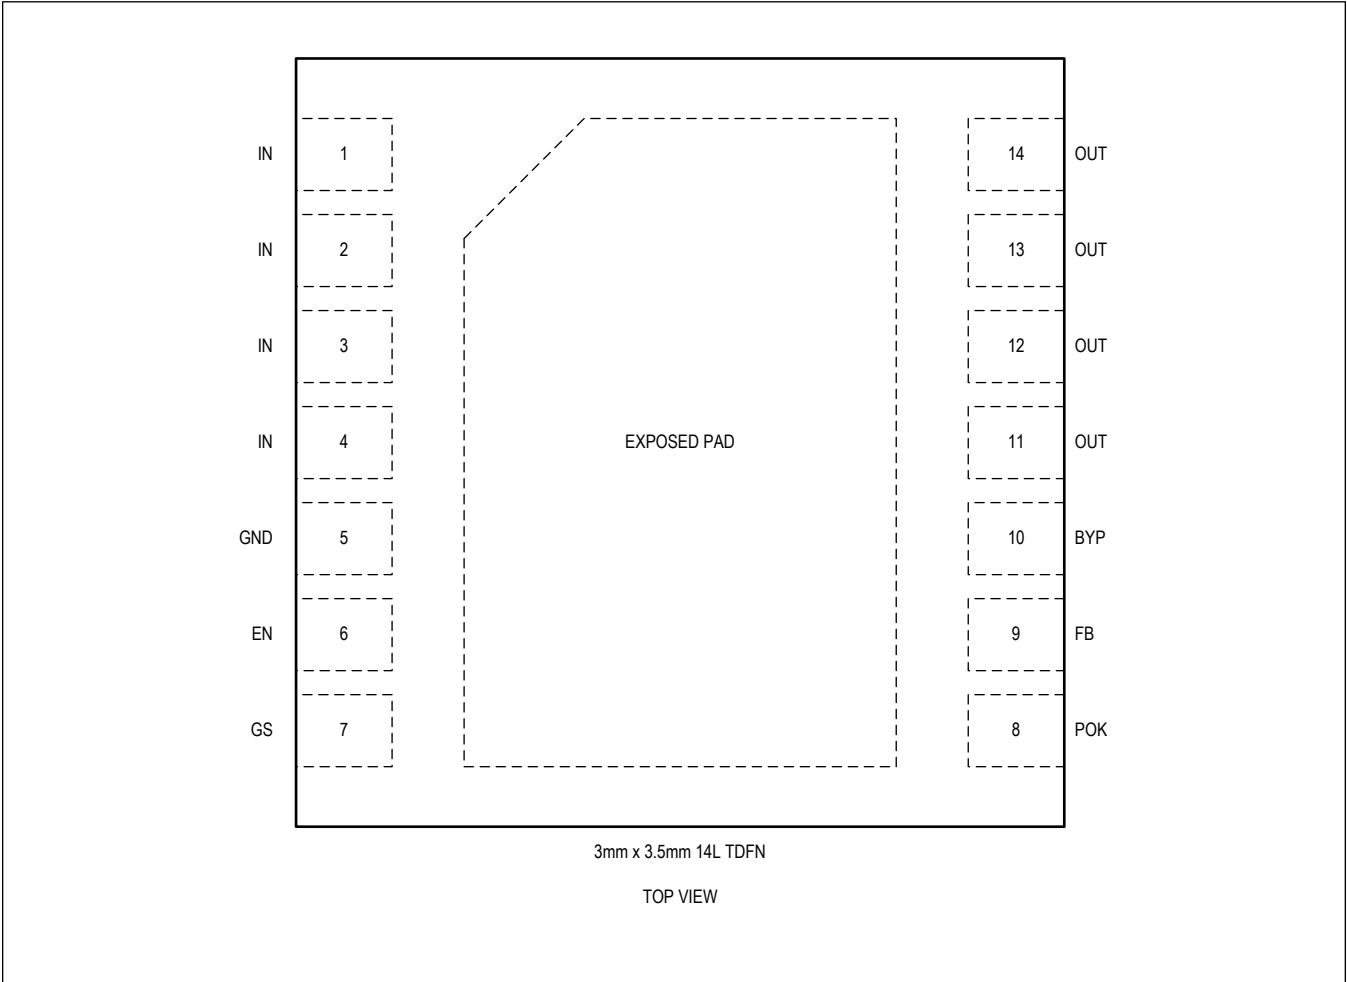 IN 1 14 OUT
IN 2 13 OUT
IN 3 12 OUT
IN 4 EXPOSED PAD 11 OUT
GND 5 10 BYP
EN 6 9 FB
GS 7 8 POK
3mm x 3.5mm 14L TDFN
TOP VIEW